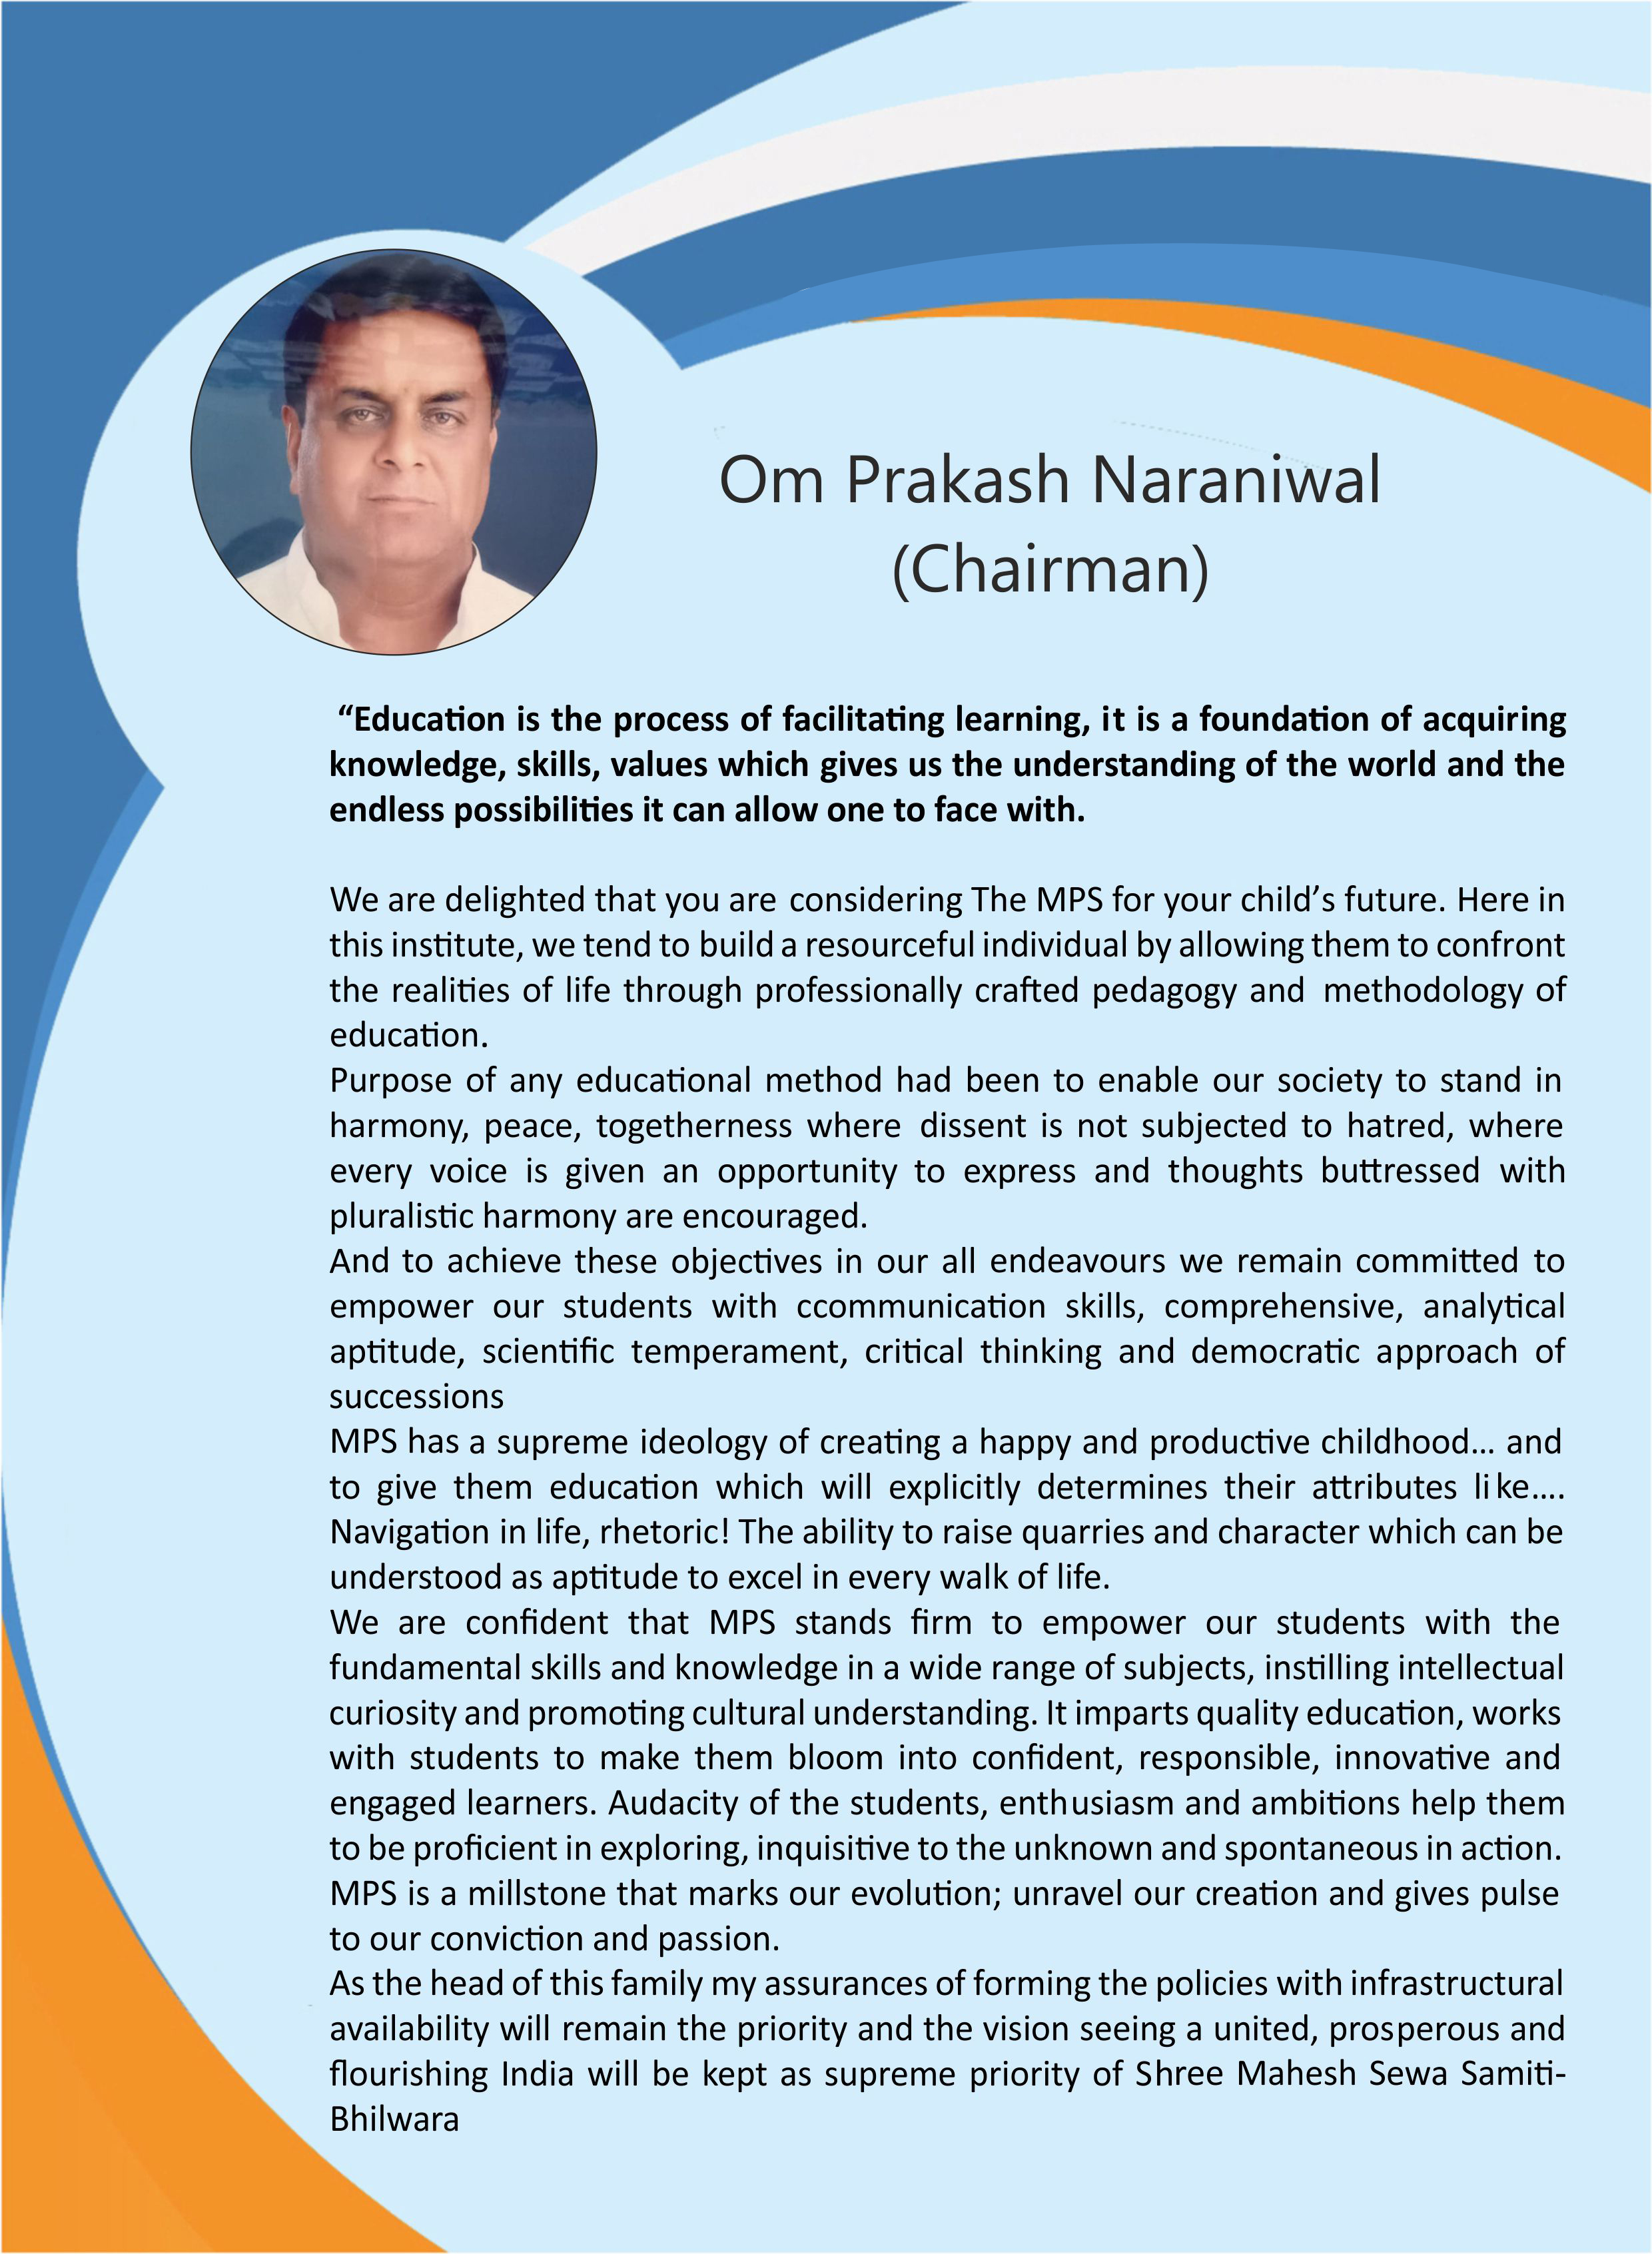 Om Prakash Naraniwal
(Chairman)
“Education is the process of facilitating learning, it is a foundation of acquiring
knowledge, skills, values which gives us the understanding of the world and the
endless possibilities it can allow one to face with.
We are delighted that you are considering The MPS for your child’s future. Here in
this institute, we tend to build a resourceful individual by allowing them to confront
the realities of life through professionally crafted pedagogy and methodology of
education.
Purpose of any educational method had been to enable our society to stand in
harmony, peace, togetherness where dissent is not subjected to hatred, where
every voice is given an opportunity to express and thoughts buttressed with
pluralistic harmony are encouraged.
And to achieve these objectives in our all endeavours we remain committed to
empower our students with ccommunication skills, comprehensive, analytical
aptitude, scientific temperament, critical thinking and democratic approach of
successions
MPS has a supreme ideology of creating a happy and productive childhood... and
to give them education which will explicitly determines their attributes like....
Navigation in life, rhetoric! The ability to raise quarries and character which can be
understood as aptitude to excel in every walk of life.
We are confident that MPS stands firm to empower our students with the
fundamental skills and knowledge in a wide range of subjects, instilling intellectual
curiosity and promoting cultural understanding. It imparts quality education, works
with students to make them bloom into confident, responsible, innovative and
engaged learners. Audacity of the students, enthusiasm and ambitions help them
to be proficient in exploring, inquisitive to the unknown and spontaneous in action.
MPS is a millstone that marks our evolution; unravel our creation and gives pulse
to our conviction and passion.
As the head of this family my assurances of forming the policies with infrastructural
availability will remain the priority and the vision seeing a united, prosperous and
flourishing India will be kept as supreme priority of Shree Mahesh Sewa Samiti-
Bhilwara